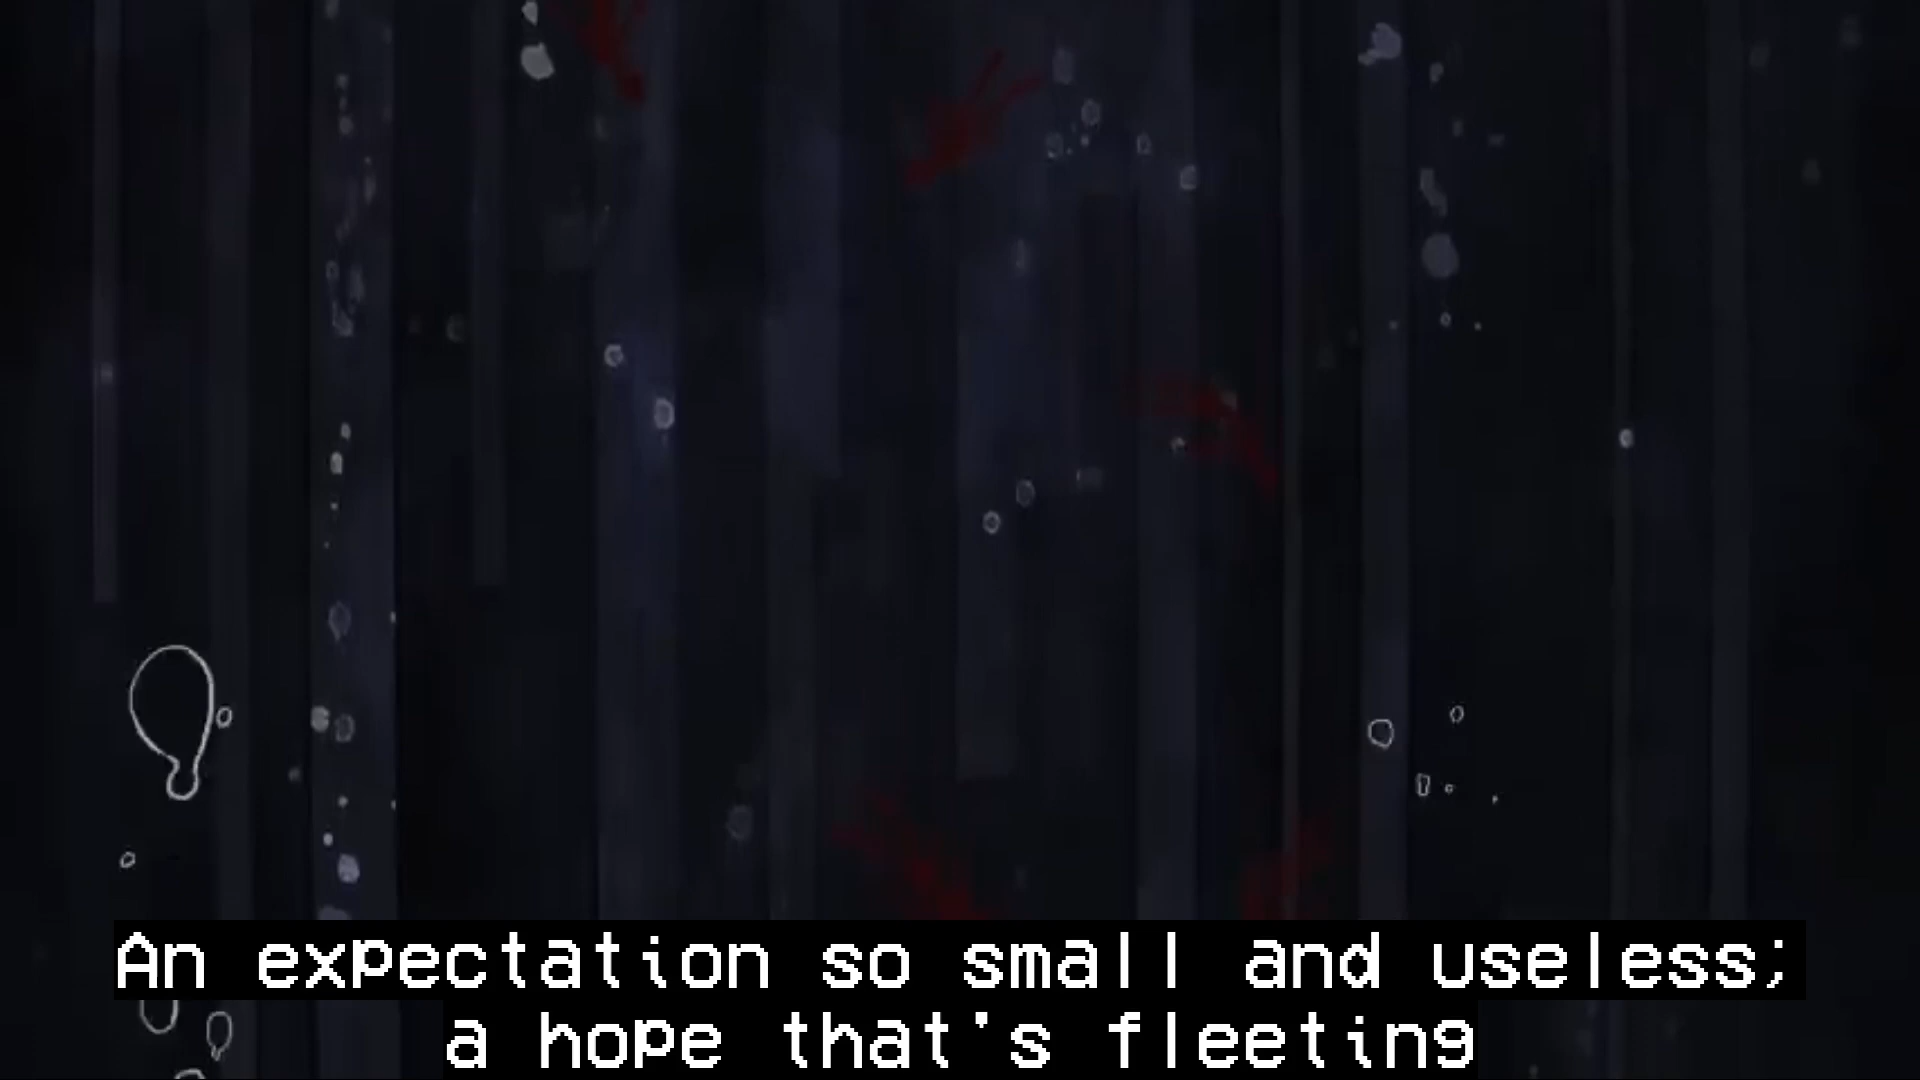 An expectation so small and useless;
a hope that's fleeting